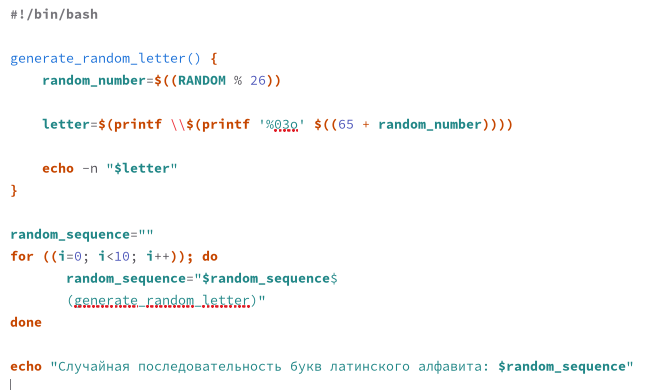 #!/bin/bash
generate_random_letter() {
random_number=$((RANDOM % 26))
letter=$(printf \\$(printf '%03o' $((65 + random_number))))
echo -n "$letter"
}
random_sequence=""
for ((i=0; i<10; i++)); do
random_sequence="$random_sequence$
(generate_random_letter)"
done
echo "Случайная последовательность букв латинского алфавита: $random_sequence"